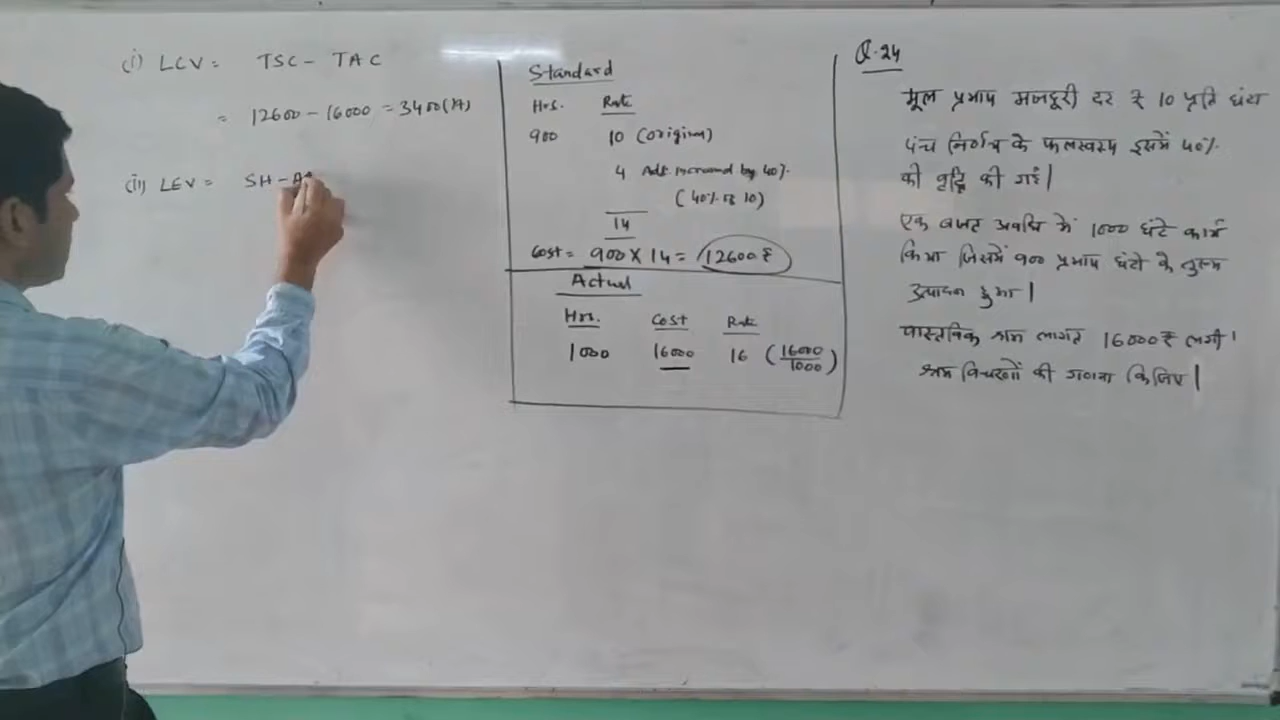 (i) LCV = TSC - TAC
= 12600 - 16000 = 3400(A)
(ii) LEV = SH - A
Standard
Hrs. Rate
900 10 (original)
4 Add. increased by 40%
(40% of 10)
14
Cost = 900 X 14 = 12600 ₹
Actual
Hrs. Cost Rate
1000 16000 16 (16000/1000)
Q.24
मूल प्रमाप मजदूरी दर ₹ 10 प्रति घंटा
पंच निर्णय के फलस्वरूप इसमें 40%
की वृद्धि की गई।
एक बजट अवधि में 1000 घंटे कार्य
किया जिसमें 900 प्रमाप घंटो के तुल्य
उत्पादन हुआ।
वास्तविक श्रम लागत 16000 ₹ लगी।
श्रम विचरणों की गणना किजिए।